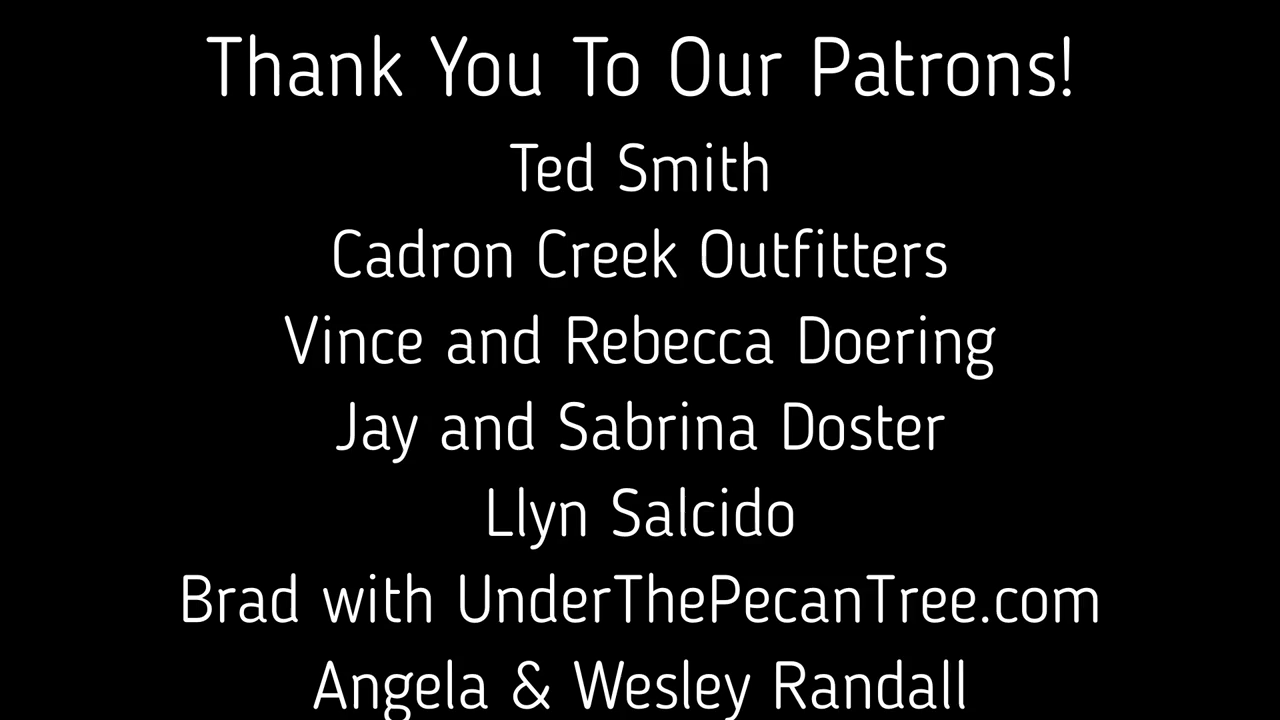 Thank You To Our Patrons!
Ted Smith
Cadron Creek Outfitters
Vince and Rebecca Doering
Jay and Sabrina Doster
Llyn Salcido
Brad with UnderThePecanTree.com
Angela & Wesley Randall